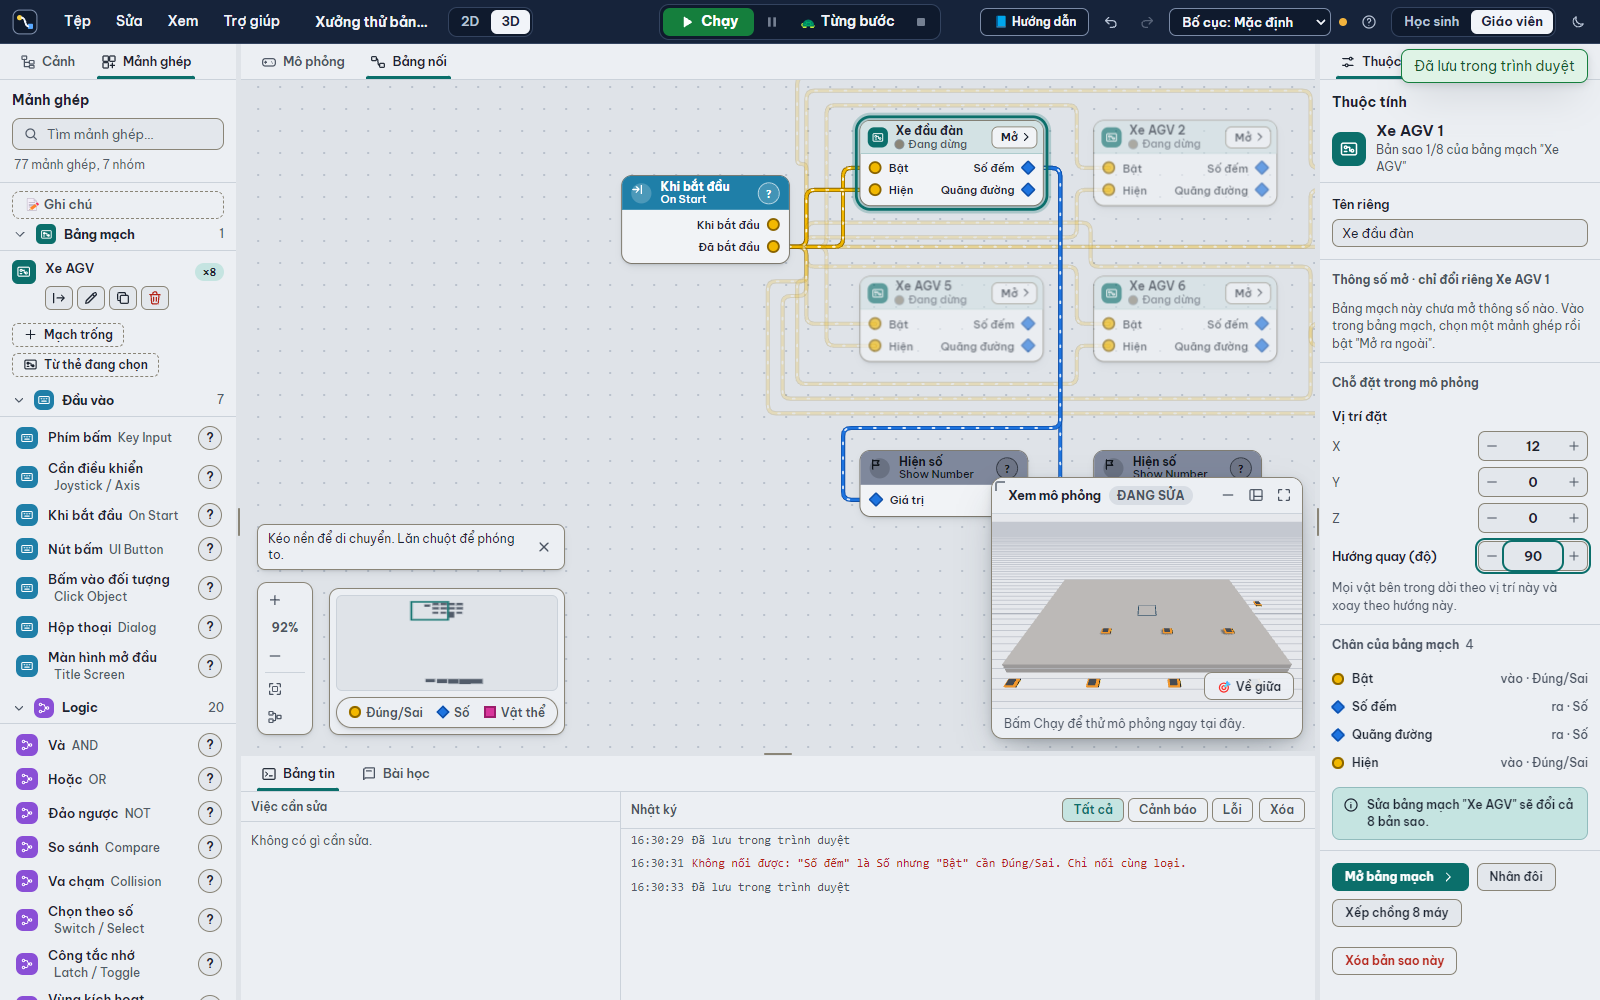 Tệp Sửa Xem Trợ giúp Xưởng thử bản... 2D 3D Chạy Từng bước Hướng dẫn Bố cục: Mặc định Học sinh Giáo viên
Cảnh Mảnh ghép
Mảnh ghép
Tìm mảnh ghép...
77 mảnh ghép, 7 nhóm
Ghi chú
Bảng mạch 1
Xe AGV ×8
+ Mạch trống
Từ thẻ đang chọn
Đầu vào 7
Phím bấm Key Input ?
Cần điều khiển
Joystick / Axis ?
Khi bắt đầu On Start ?
Nút bấm UI Button ?
Bấm vào đối tượng
Click Object ?
Hộp thoại Dialog ?
Màn hình mở đầu
Title Screen ?
Logic 20
Và AND ?
Hoặc OR ?
Đảo ngược NOT ?
So sánh Compare ?
Va chạm Collision ?
Chọn theo số
Switch / Select ?
Công tắc nhớ
Latch / Toggle ?
Vùng kích hoạt
Mô phỏng Bảng nối
Khi bắt đầu
On Start ?
Khi bắt đầu
Đã bắt đầu
Xe đầu đàn
Đang dừng
Mở
Bật Số đếm
Hiện Quãng đường
Xe AGV 2
Đang dừng
Mở
Bật Số đếm
Hiện Quãng đường
Xe AGV 5
Đang dừng
Mở
Bật Số đếm
Hiện Quãng đường
Xe AGV 6
Đang dừng
Mở
Bật Số đếm
Hiện Quãng đường
Hiện số
Show Number ?
Giá trị
Hiện số
Show Number ?
Kéo nền để di chuyển. Lăn chuột để phóng
to.
+
92%
−
Đúng/Sai Số Vật thể
Xem mô phỏng ĐANG SỬA
Về giữa
Bấm Chạy để thử mô phỏng ngay tại đây.
Bảng tin Bài học
Việc cần sửa
Không có gì cần sửa.
Nhật ký Tất cả Cảnh báo Lỗi Xóa
16:30:29 Đã lưu trong trình duyệt
16:30:31 Không nối được: "Số đếm" là Số nhưng "Bật" cần Đúng/Sai. Chỉ nối cùng loại.
16:30:33 Đã lưu trong trình duyệt
Thuộc
Đã lưu trong trình duyệt
Thuộc tính
Xe AGV 1
Bản sao 1/8 của bảng mạch "Xe
AGV"
Tên riêng
Xe đầu đàn
Thông số mở · chỉ đổi riêng Xe AGV 1
Bảng mạch này chưa mở thông số nào. Vào
trong bảng mạch, chọn một mảnh ghép rồi
bật "Mở ra ngoài".
Chỗ đặt trong mô phỏng
Vị trí đặt
X − 12 +
Y − 0 +
Z − 0 +
Hướng quay (độ) − 90 +
Mọi vật bên trong dời theo vị trí này và
xoay theo hướng này.
Chân của bảng mạch 4
Bật vào · Đúng/Sai
Số đếm ra · Số
Quãng đường ra · Số
Hiện vào · Đúng/Sai
Sửa bảng mạch "Xe AGV" sẽ đổi cả
8 bản sao.
Mở bảng mạch Nhân đôi
Xếp chồng 8 máy
Xóa bản sao này